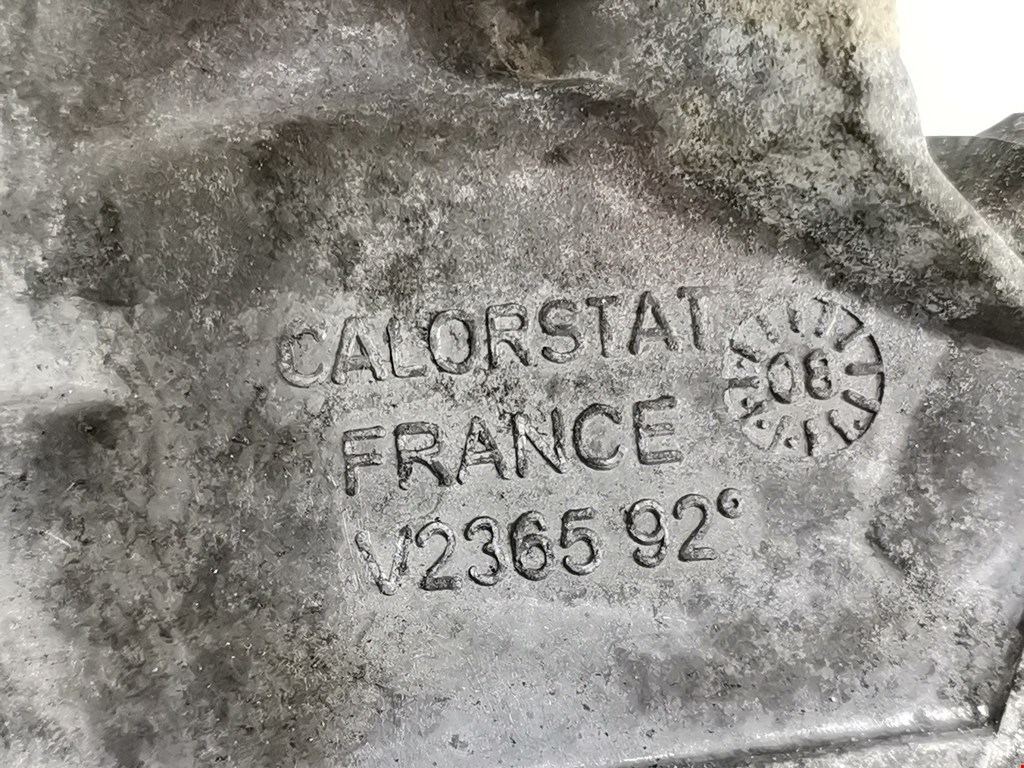 CALORSTAT
FRANCE
V2365 92°
08